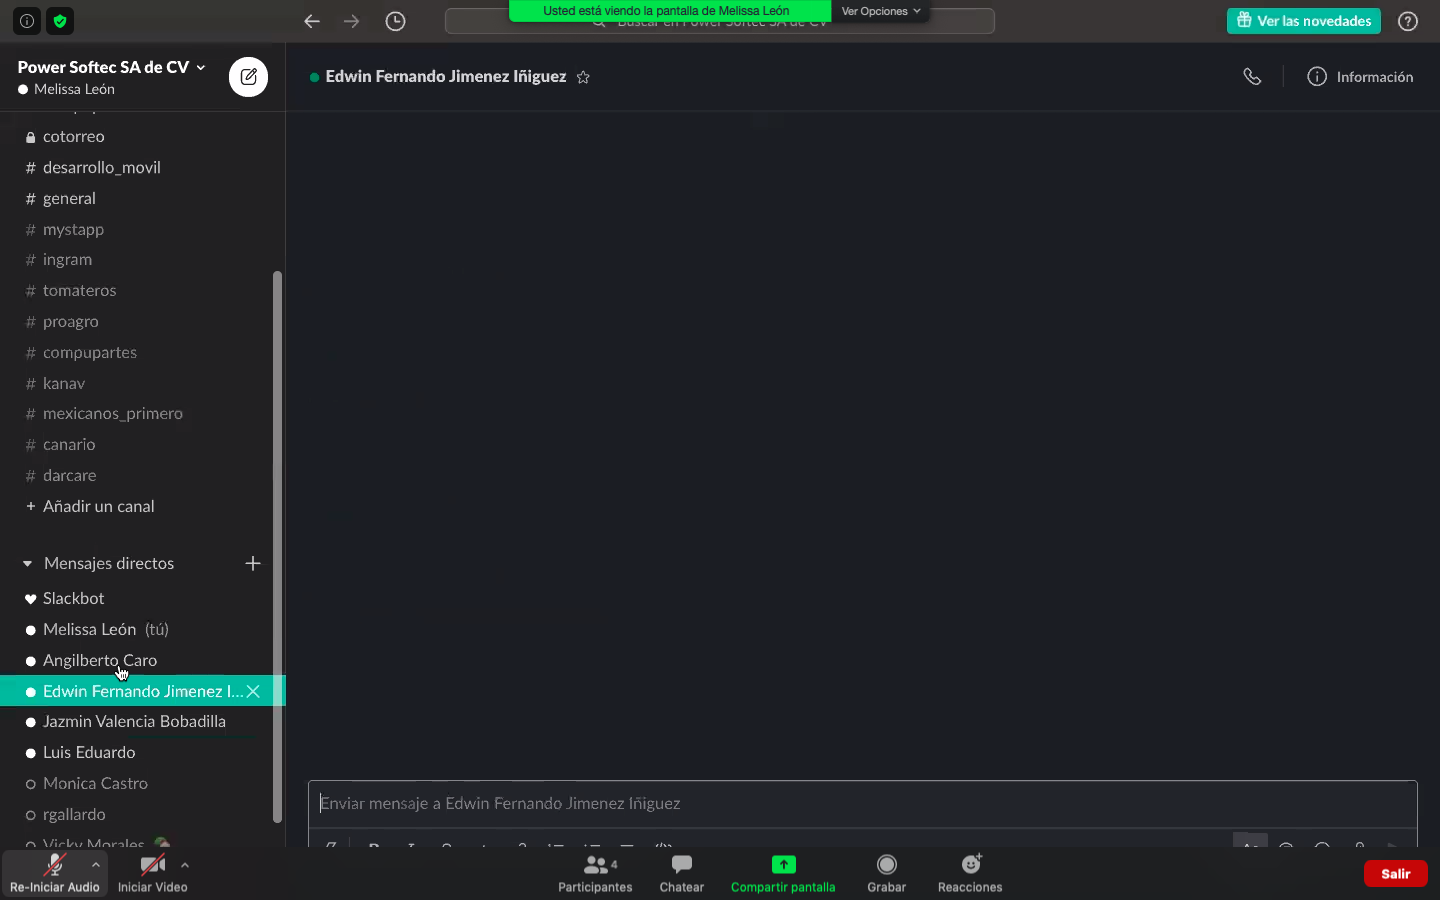 Usted está viendo la pantalla de Melissa León
Ver Opciones
Buscar en Power Softec SA de CV
Ver las novedades
Power Softec SA de CV
Melissa León
Edwin Fernando Jimenez Iñiguez
Información
cotorreo
# desarrollo_movil
# general
# mystapp
# ingram
# tomateros
# proagro
# compupartes
# kanav
# mexicanos_primero
# canario
# darcare
+ Añadir un canal
Mensajes directos
Slackbot
Melissa León (tú)
Angilberto Caro
Edwin Fernando Jimenez I...
Jazmin Valencia Bobadilla
Luis Eduardo
Monica Castro
rgallardo
Vicky Morales
Enviar mensaje a Edwin Fernando Jimenez Iñiguez
Re-Iniciar Audio
Iniciar Video
Participantes
4
Chatear
Compartir pantalla
Grabar
Reacciones
Salir